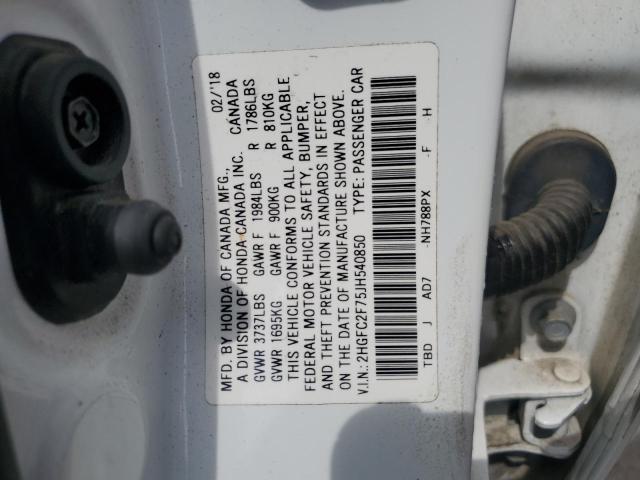 MFD. BY HONDA OF CANADA MFG., 02/'18
A DIVISION OF HONDA CANADA INC. CANADA
GVWR 3737LBS GAWR F 1984LBS R 1786LBS
GVWR 1695KG GAWR F 900KG R 810KG
THIS VEHICLE CONFORMS TO ALL APPLICABLE
FEDERAL MOTOR VEHICLE SAFETY, BUMPER,
AND THEFT PREVENTION STANDARDS IN EFFECT
ON THE DATE OF MANUFACTURE SHOWN ABOVE.
V.I.N.: 2HGFC2F75JH540850 TYPE: PASSENGER CAR
TBD J AD7 -NH788PX -F -H